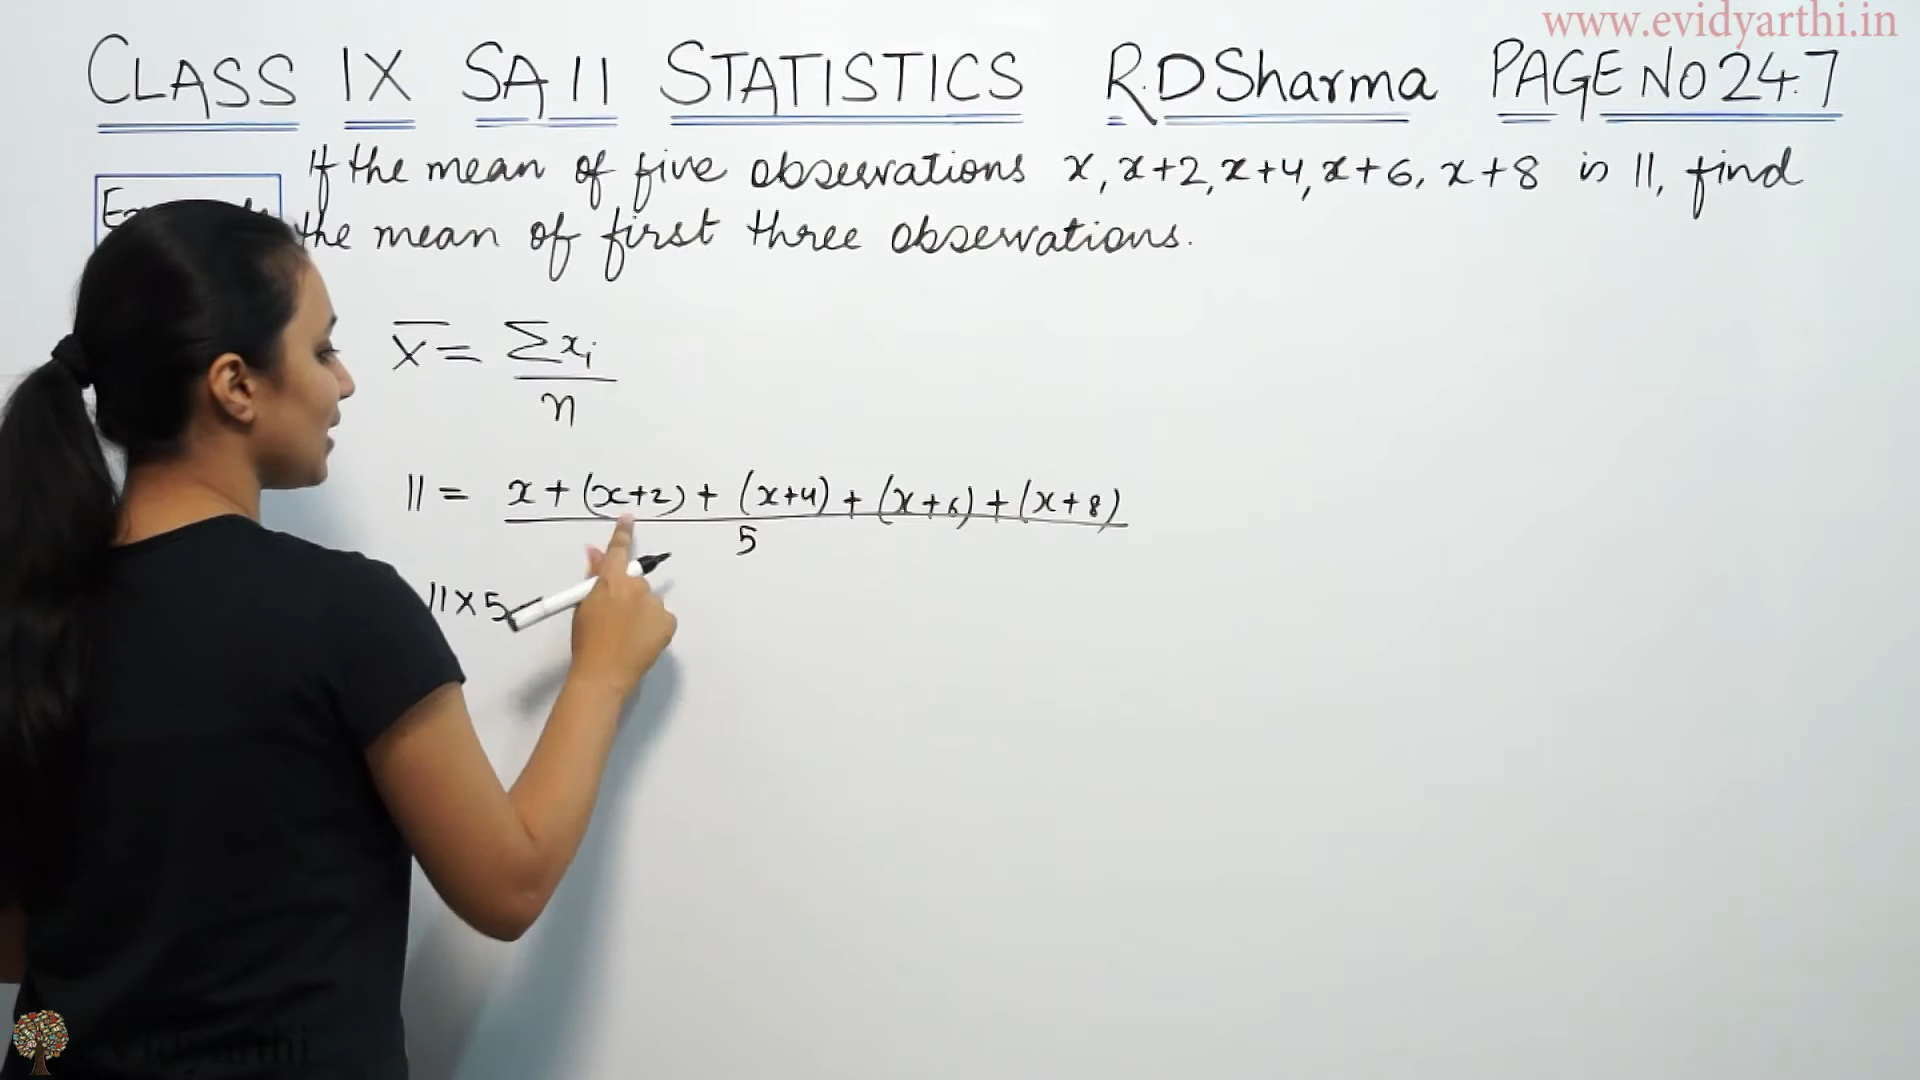 www.evidyarthi.in
CLASS IX SA II STATISTICS R.D Sharma PAGE NO 24.7
If the mean of five observations x, x+2, x+4, x+6, x+8 is 11, find
the mean of first three observations.
X̅ = Σxᵢ
n
11 = x + (x+2) + (x+4) + (x+6) + (x+8)
5
11 × 5
evidyarthi